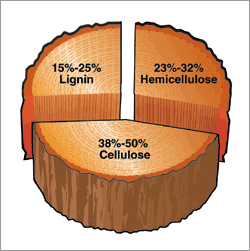 15%-25%
Lignin
23%-32%
Hemicellulose
38%-50%
Cellulose